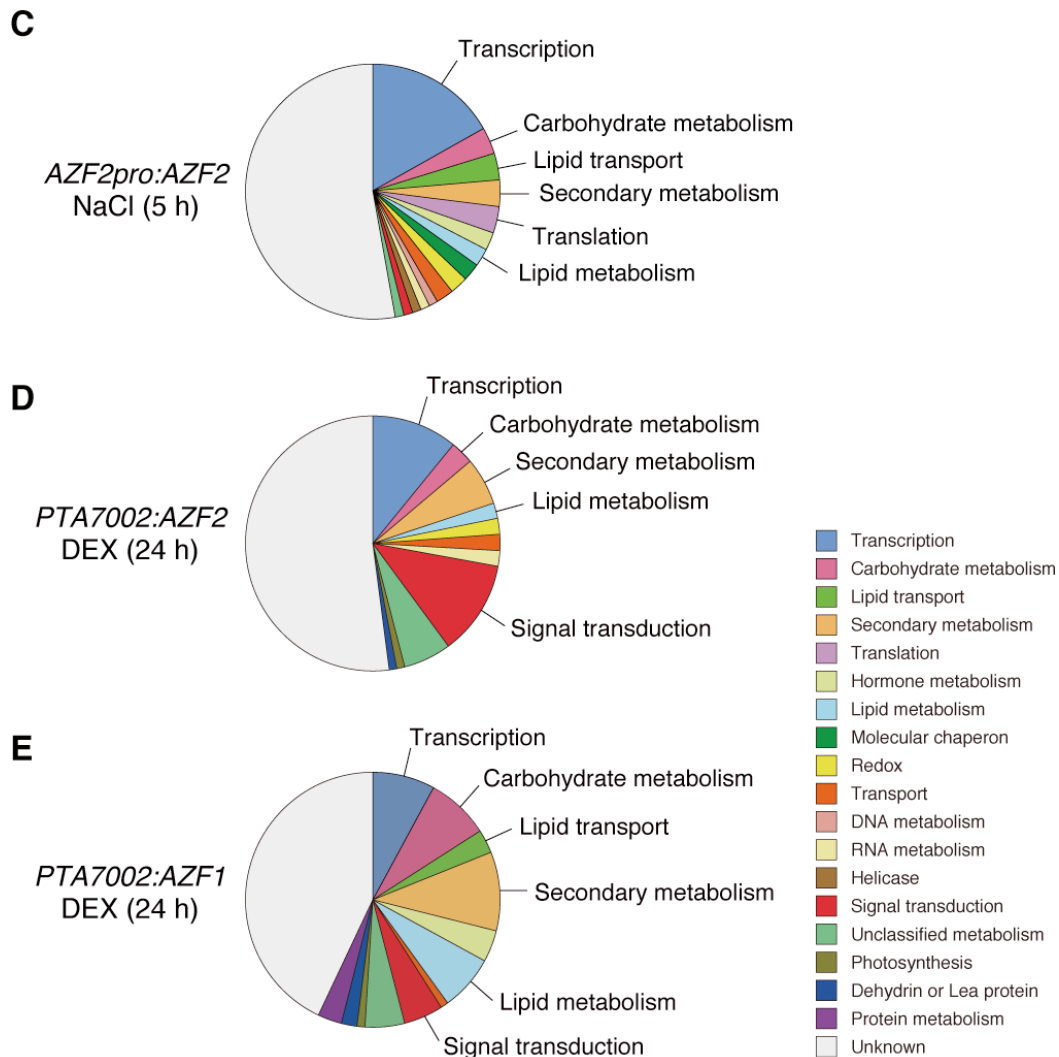 C
Transcription
Carbohydrate metabolism
Lipid transport
Secondary metabolism
Translation
Lipid metabolism
AZF2pro:AZF2
NaCl (5 h)
D
Transcription
Carbohydrate metabolism
Secondary metabolism
Lipid metabolism
Signal transduction
PTA7002:AZF2
DEX (24 h)
E
Transcription
Carbohydrate metabolism
Lipid transport
Secondary metabolism
Lipid metabolism
Signal transduction
PTA7002:AZF1
DEX (24 h)
Transcription
Carbohydrate metabolism
Lipid transport
Secondary metabolism
Translation
Hormone metabolism
Lipid metabolism
Molecular chaperon
Redox
Transport
DNA metabolism
RNA metabolism
Helicase
Signal transduction
Unclassified metabolism
Photosynthesis
Dehydrin or Lea protein
Protein metabolism
Unknown